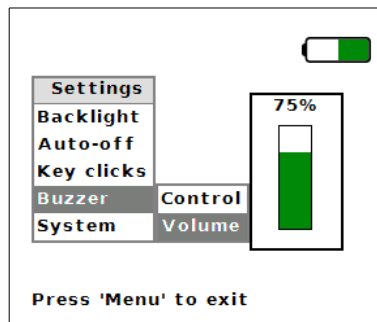 Settings
75%
Backlight
Auto-off
Key clicks
Buzzer Control
System Volume
Press 'Menu' to exit